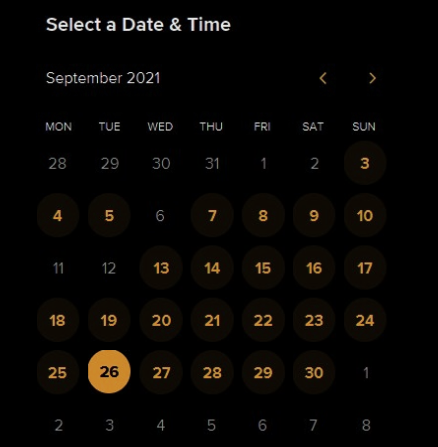 Select a Date & Time
September 2021
MON TUE WED THU FRI SAT SUN
28 29 30 31 1 2 3
4 5 6 7 8 9 10
11 12 13 14 15 16 17
18 19 20 21 22 23 24
25 26 27 28 29 30 1
2 3 4 5 6 7 8